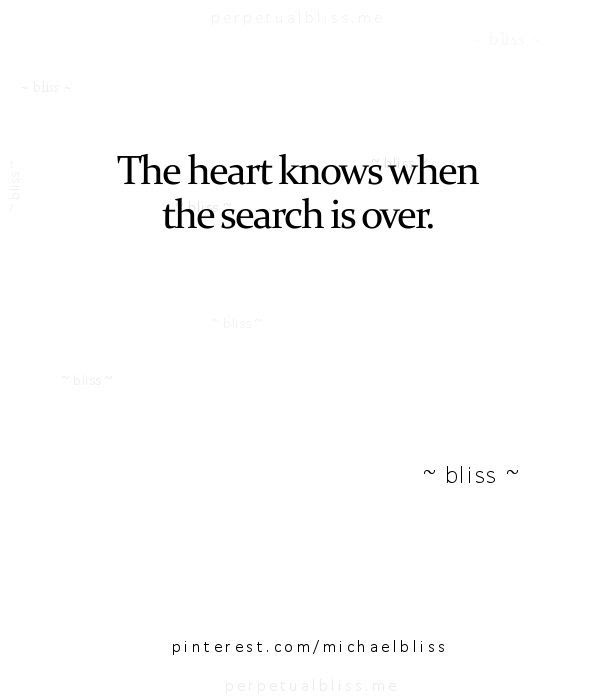 perpetualbliss.me
~ bliss ~
~ bliss ~
~ bliss ~
The heart knows when
~ bliss ~
the search is over.
~ bliss ~
~ bliss ~
~ bliss ~
~ bliss ~
pinterest.com/michaelbliss
perpetualbliss.me